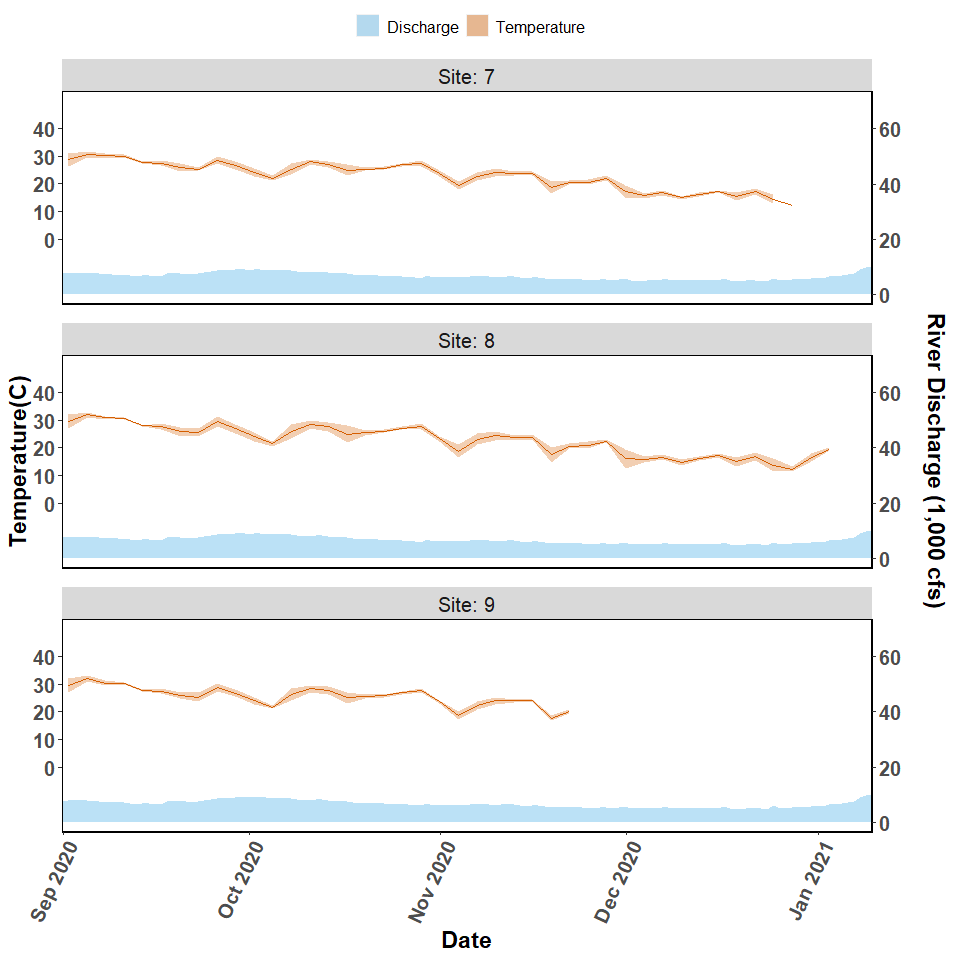 Discharge Temperature
Site: 7
40
30
20
10
0
60
40
20
0
Site: 8
40
30
20
10
0
60
40
20
0
Site: 9
40
30
20
10
0
60
40
20
0
Temperature(C)
River Discharge (1,000 cfs)
Sep 2020
Oct 2020
Nov 2020
Dec 2020
Jan 2021
Date